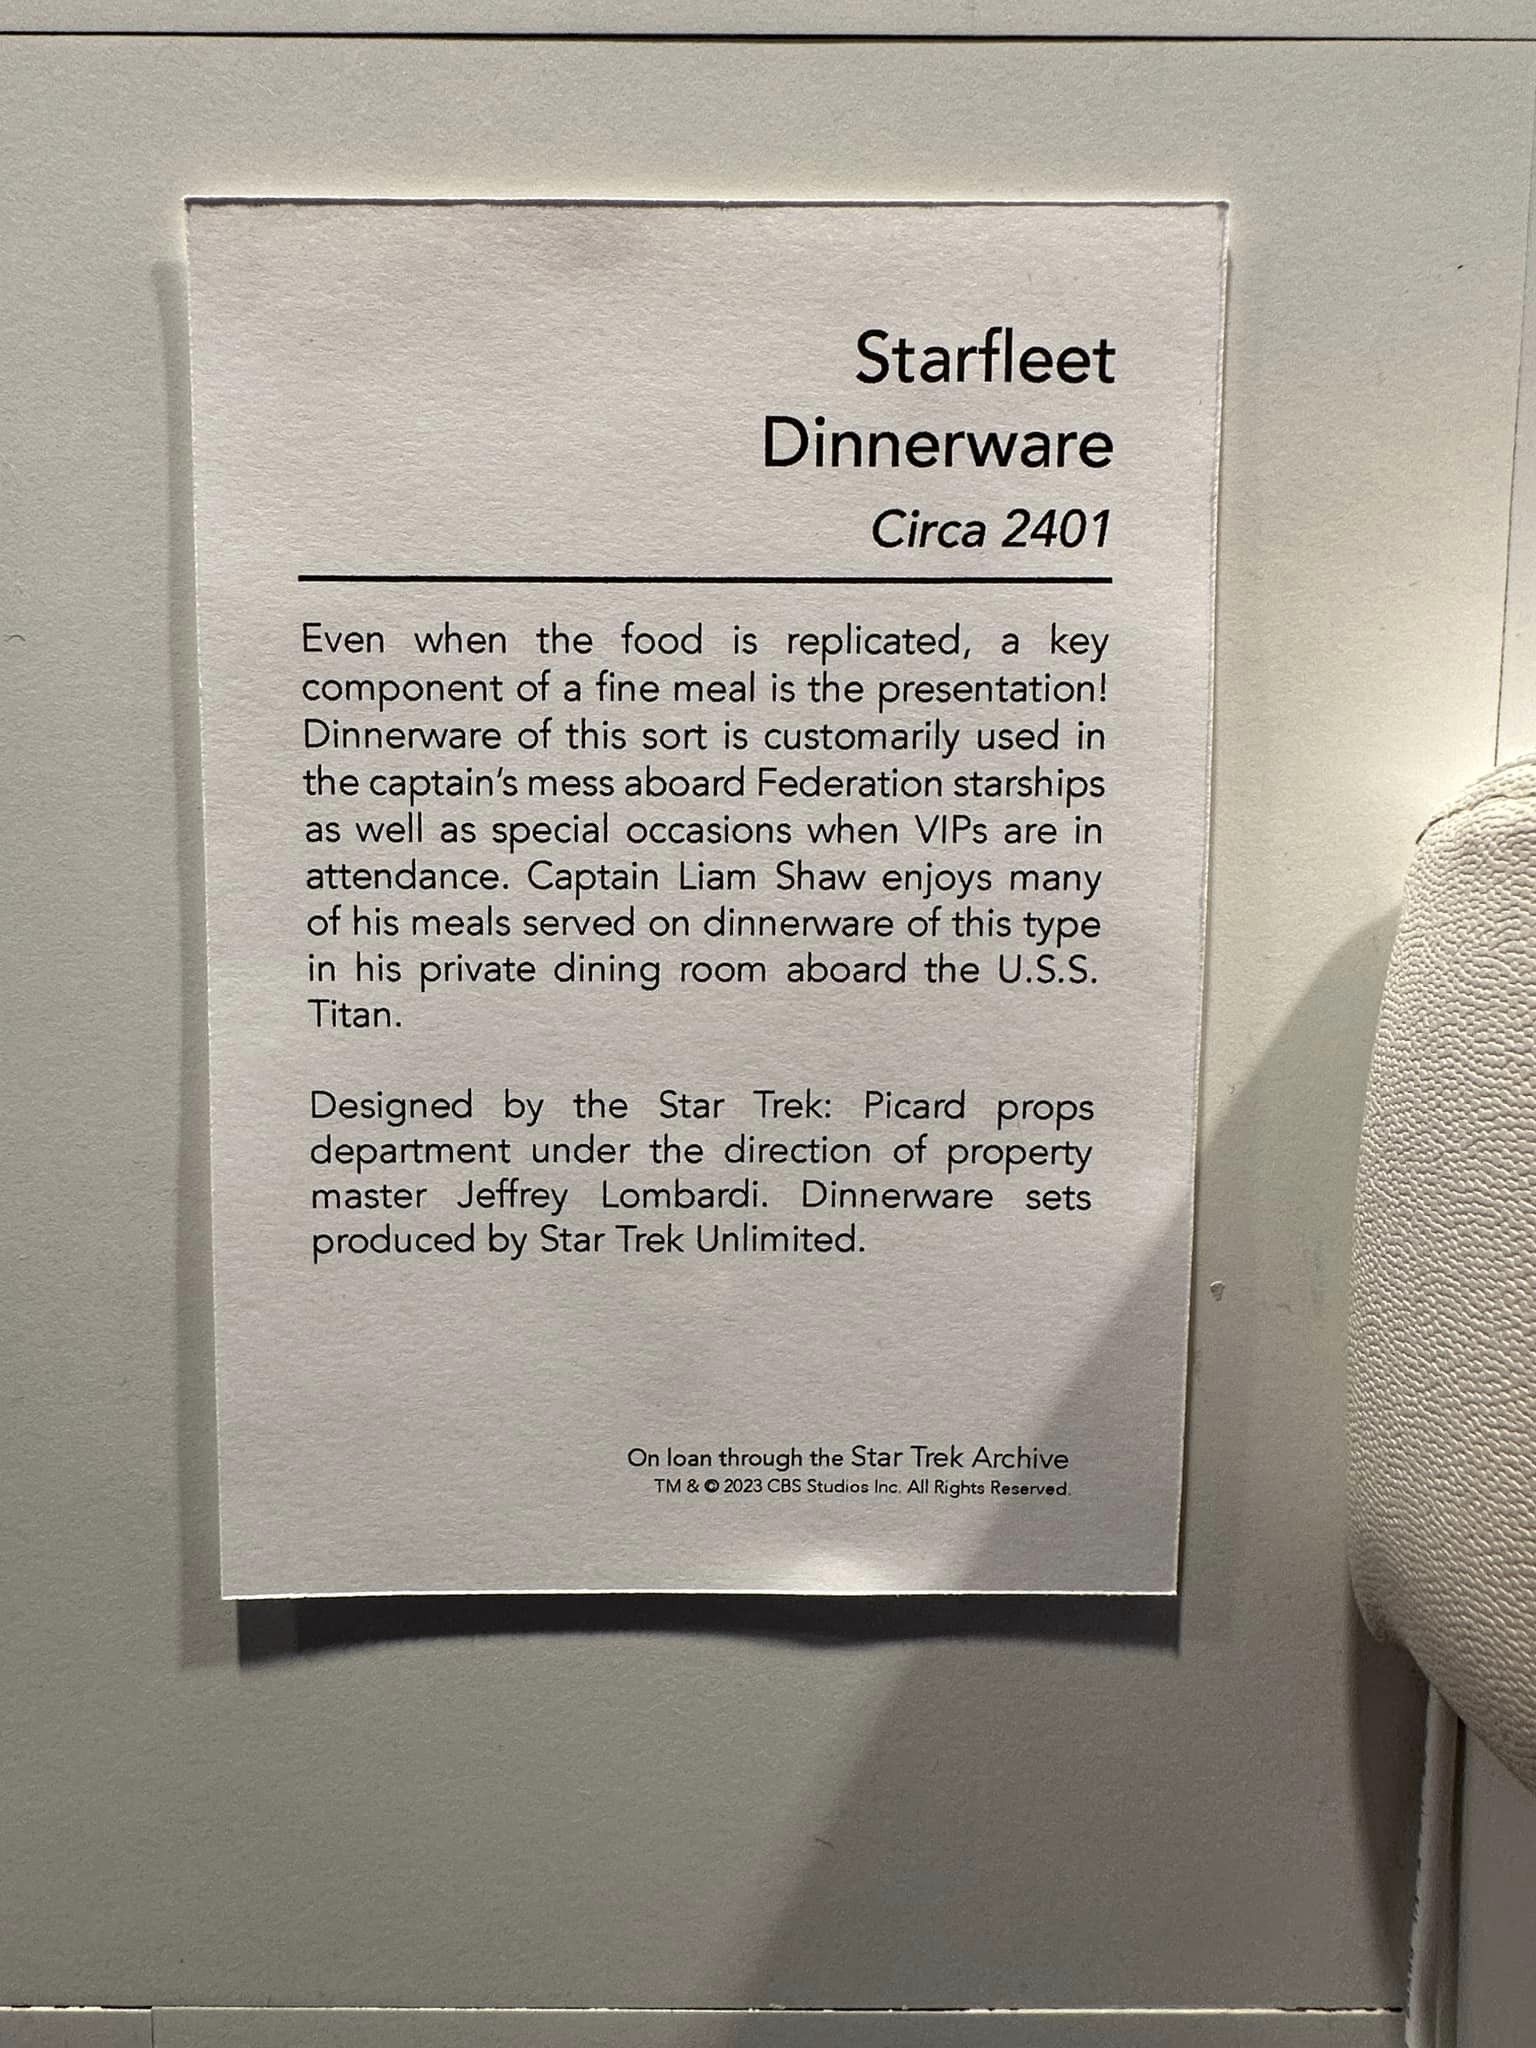 Starfleet
Dinnerware
Circa 2401
Even when the food is replicated, a key
component of a fine meal is the presentation!
Dinnerware of this sort is customarily used in
the captain's mess aboard Federation starships
as well as special occasions when VIPs are in
attendance. Captain Liam Shaw enjoys many
of his meals served on dinnerware of this type
in his private dining room aboard the U.S.S.
Titan.
Designed by the Star Trek: Picard props
department under the direction of property
master Jeffrey Lombardi. Dinnerware sets
produced by Star Trek Unlimited.
On loan through the Star Trek Archive
TM & © 2023 CBS Studios Inc. All Rights Reserved.